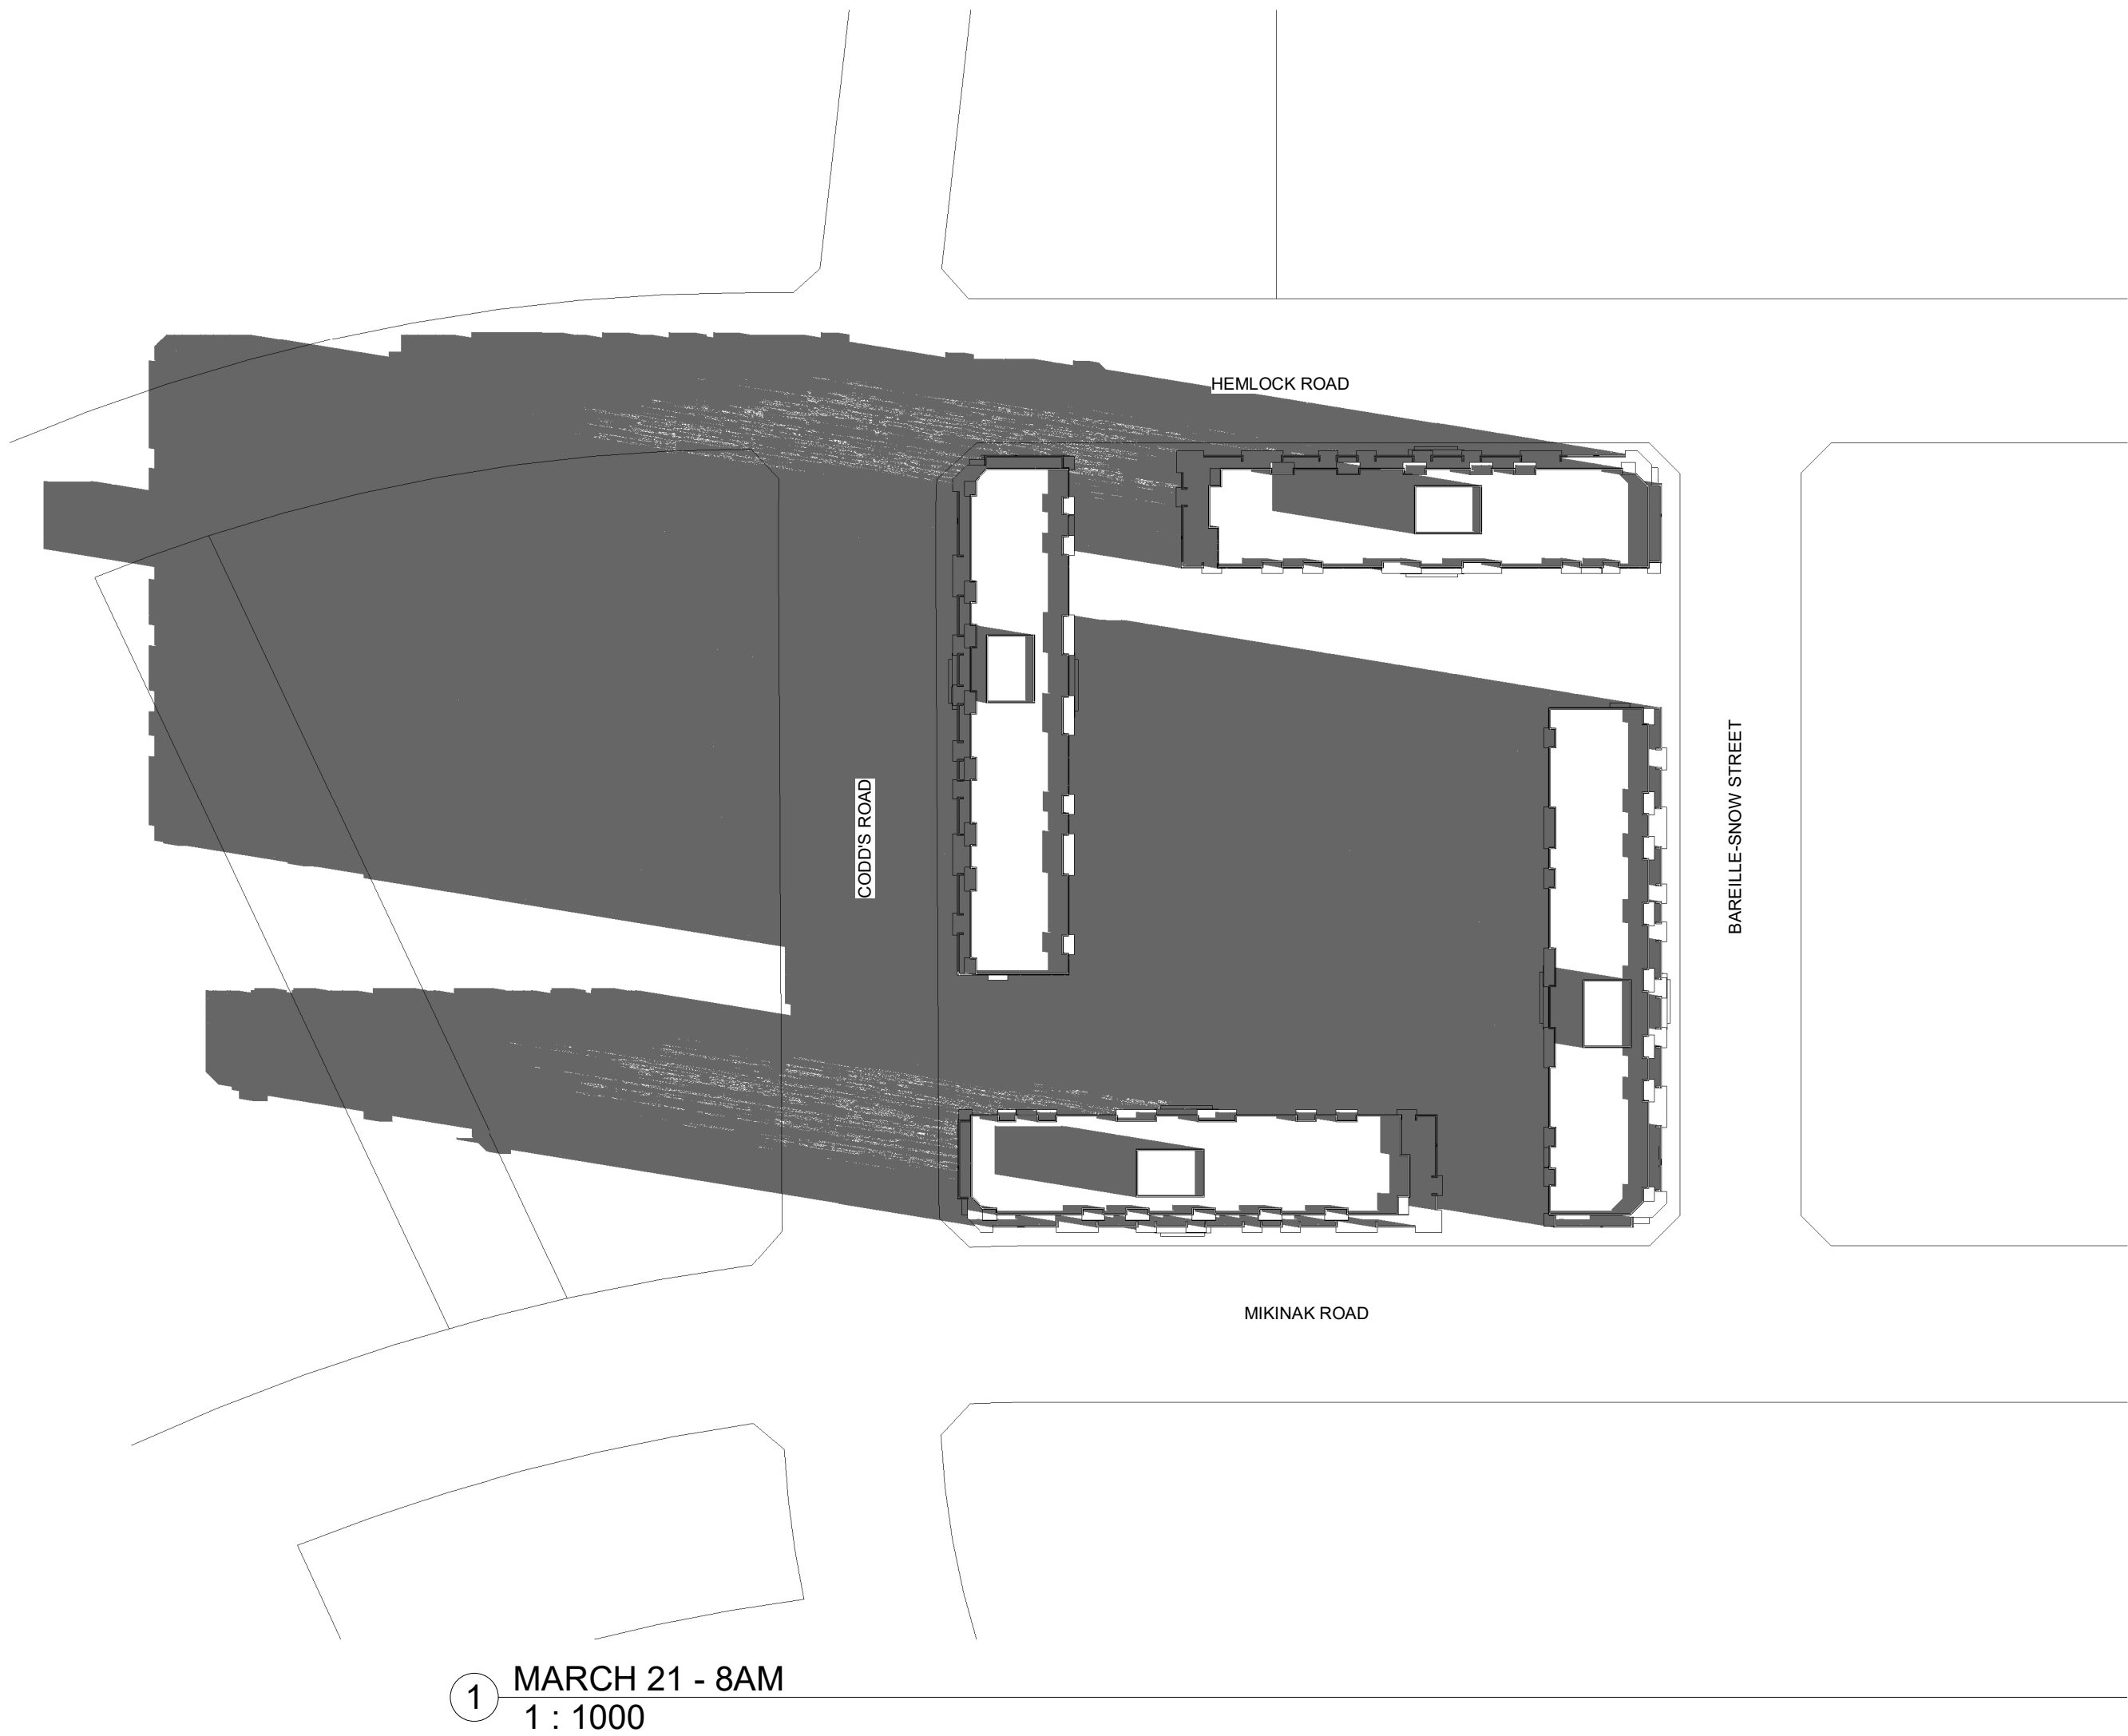 HEMLOCK ROAD
BAREILLE-SNOW STREET
CODD'S ROAD
MIKINAK ROAD
1
MARCH 21 - 8AM
1 : 1000